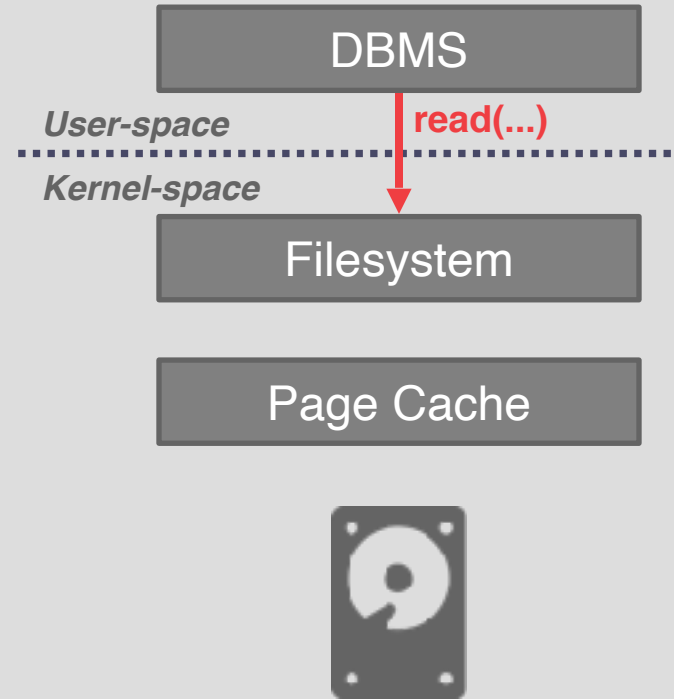 DBMS
User-space
read(...)
Kernel-space
Filesystem
Page Cache